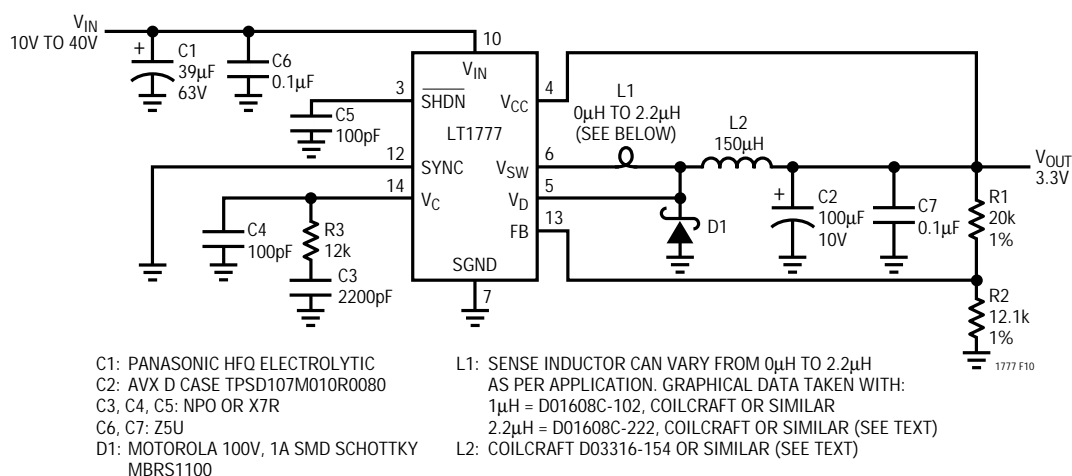 VIN
10V TO 40V
+
C1
39µF
63V
C6
0.1µF
10
VIN
3
SHDN
C5
100pF
LT1777
VCC
4
12
SYNC
VSW
6
14
VC
VD
5
FB
13
SGND
7
C4
100pF
R3
12k
C3
2200pF
L1
0µH TO 2.2µH
(SEE BELOW)
L2
150µH
D1
+
C2
100µF
10V
C7
0.1µF
VOUT
3.3V
R1
20k
1%
R2
12.1k
1%
1777 F10
C1: PANASONIC HFQ ELECTROLYTIC
C2: AVX D CASE TPSD107M010R0080
C3, C4, C5: NPO OR X7R
C6, C7: Z5U
D1: MOTOROLA 100V, 1A SMD SCHOTTKY
MBRS1100
L1: SENSE INDUCTOR CAN VARY FROM 0µH TO 2.2µH
AS PER APPLICATION. GRAPHICAL DATA TAKEN WITH:
1µH = D01608C-102, COILCRAFT OR SIMILAR
2.2µH = D01608C-222, COILCRAFT OR SIMILAR (SEE TEXT)
L2: COILCRAFT D03316-154 OR SIMILAR (SEE TEXT)